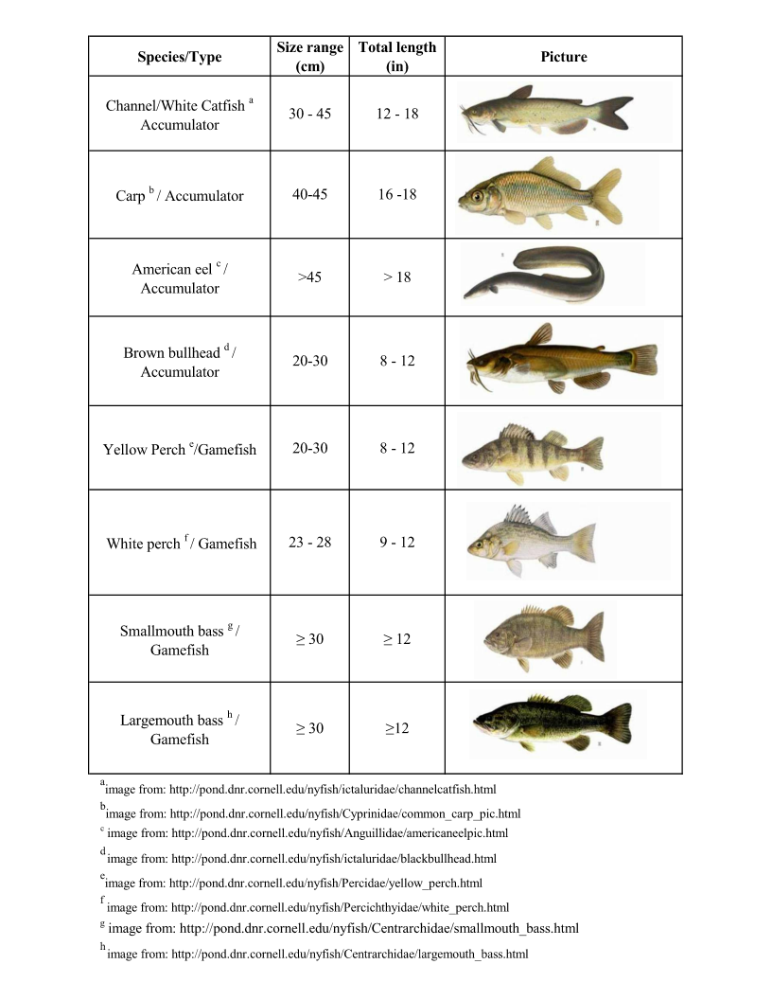 Species/Type
Size range
(cm)
Total length
(in)
Picture
Channel/White Catfish a
Accumulator
30 - 45
12 - 18
Carp b / Accumulator
40-45
16 -18
American eel c /
Accumulator
>45
> 18
Brown bullhead d /
Accumulator
20-30
8 - 12
Yellow Perch e/Gamefish
20-30
8 - 12
White perch f / Gamefish
23 - 28
9 - 12
Smallmouth bass g /
Gamefish
≥ 30
≥ 12
Largemouth bass h /
Gamefish
≥ 30
≥12
aimage from: http://pond.dnr.cornell.edu/nyfish/ictaluridae/channelcatfish.html
bimage from: http://pond.dnr.cornell.edu/nyfish/Cyprinidae/common_carp_pic.html
c image from: http://pond.dnr.cornell.edu/nyfish/Anguillidae/americaneelpic.html
d image from: http://pond.dnr.cornell.edu/nyfish/ictaluridae/blackbullhead.html
eimage from: http://pond.dnr.cornell.edu/nyfish/Percidae/yellow_perch.html
f image from: http://pond.dnr.cornell.edu/nyfish/Percichthyidae/white_perch.html
g image from: http://pond.dnr.cornell.edu/nyfish/Centrarchidae/smallmouth_bass.html
h image from: http://pond.dnr.cornell.edu/nyfish/Centrarchidae/largemouth_bass.html